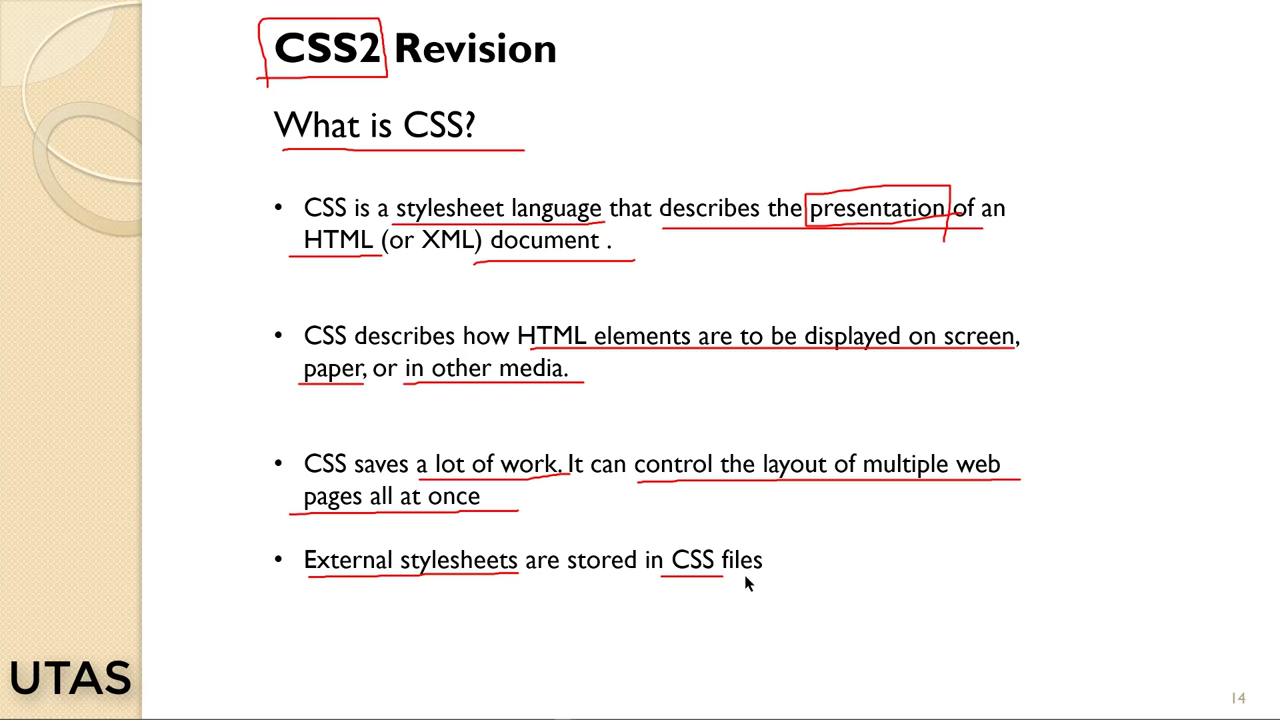 CSS2 Revision
What is CSS?
• CSS is a stylesheet language that describes the presentation of an
HTML (or XML) document .
• CSS describes how HTML elements are to be displayed on screen,
paper, or in other media.
• CSS saves a lot of work. It can control the layout of multiple web
pages all at once
• External stylesheets are stored in CSS files
UTAS
14